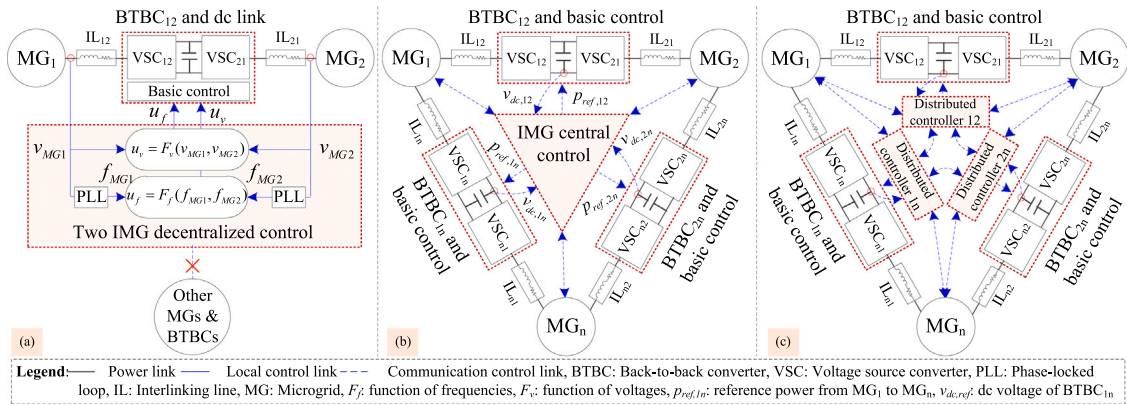 BTBC12 and dc link
IL12
IL21
MG1
VSC12
VSC21
MG2
Basic control
uf
uv
vMG1
uv = Fv(vMG1, vMG2)
vMG2
fMG1
fMG2
PLL
uf = Ff(fMG1, fMG2)
PLL
Two IMG decentralized control
Other
MGs &
BTBCs
(a)
BTBC12 and basic control
IL12
IL21
MG1
VSC12
VSC21
MG2
vdc,12
pref,12
IMG central
control
IL1n
IL2n
pref,1n
vdc,2n
vdc,1n
pref,2n
VSC1n
VSCn1
VSC2n
VSCn2
BTBC1n and
basic control
BTBC2n and
basic control
ILn1
ILn2
MGn
(b)
BTBC12 and basic control
IL12
IL21
MG1
VSC12
VSC21
MG2
Distributed
controller 12
Distributed
controller 1n
Distributed
controller 2n
IL1n
IL2n
VSC1n
VSCn1
VSC2n
VSCn2
BTBC1n and
basic control
BTBC2n and
basic control
ILn1
ILn2
MGn
(c)
Legend: Power link Local control link Communication control link, BTBC: Back-to-back converter, VSC: Voltage source converter, PLL: Phase-locked
loop, IL: Interlinking line, MG: Microgrid, Ff: function of frequencies, Fv: function of voltages, pref,1n: reference power from MG1 to MGn, vdc,ref: dc voltage of BTBC1n